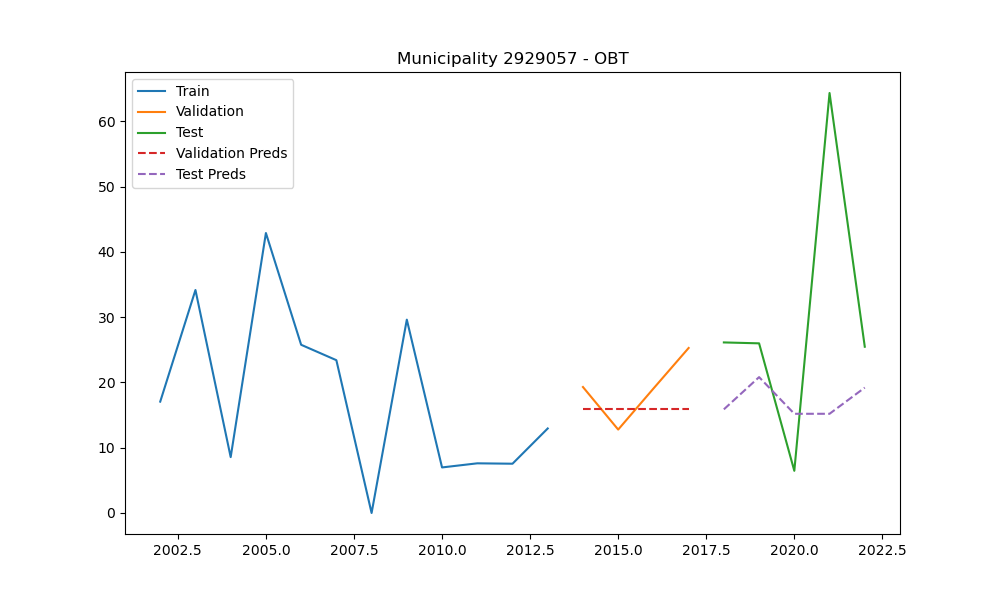 Municipality 2929057 - OBT
Train
Validation
Test
Validation Preds
Test Preds
60
50
40
30
20
10
0
2002.5 2005.0 2007.5 2010.0 2012.5 2015.0 2017.5 2020.0 2022.5